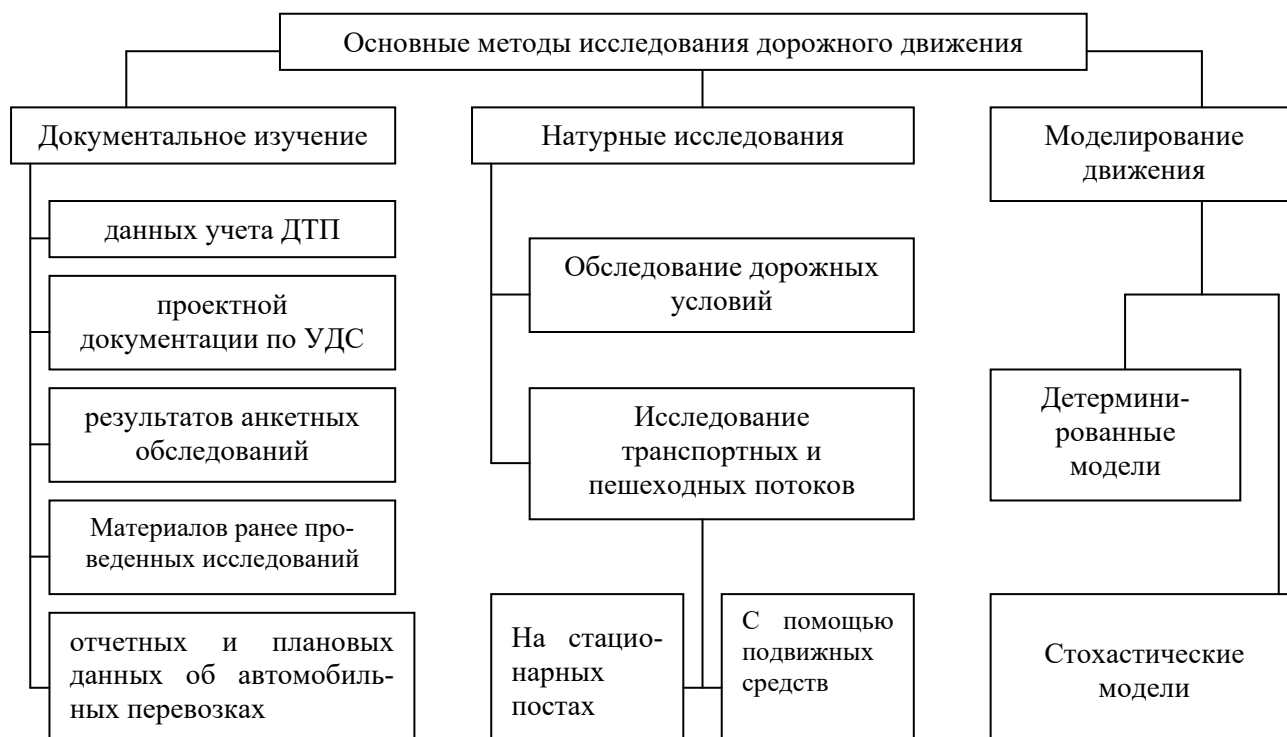 Основные методы исследования дорожного движения
Документальное изучение
данных учета ДТП
проектной
документации по УДС
результатов анкетных
обследований
Материалов ранее про-
веденных исследований
отчетных и плановых
данных об автомобиль-
ных перевозках
Натурные исследования
Обследование дорожных
условий
Исследование
транспортных и
пешеходных потоков
На стацио-
нарных
постах
С помощью
подвижных
средств
Моделирование
движения
Детермини-
рованные
модели
Стохастические
модели